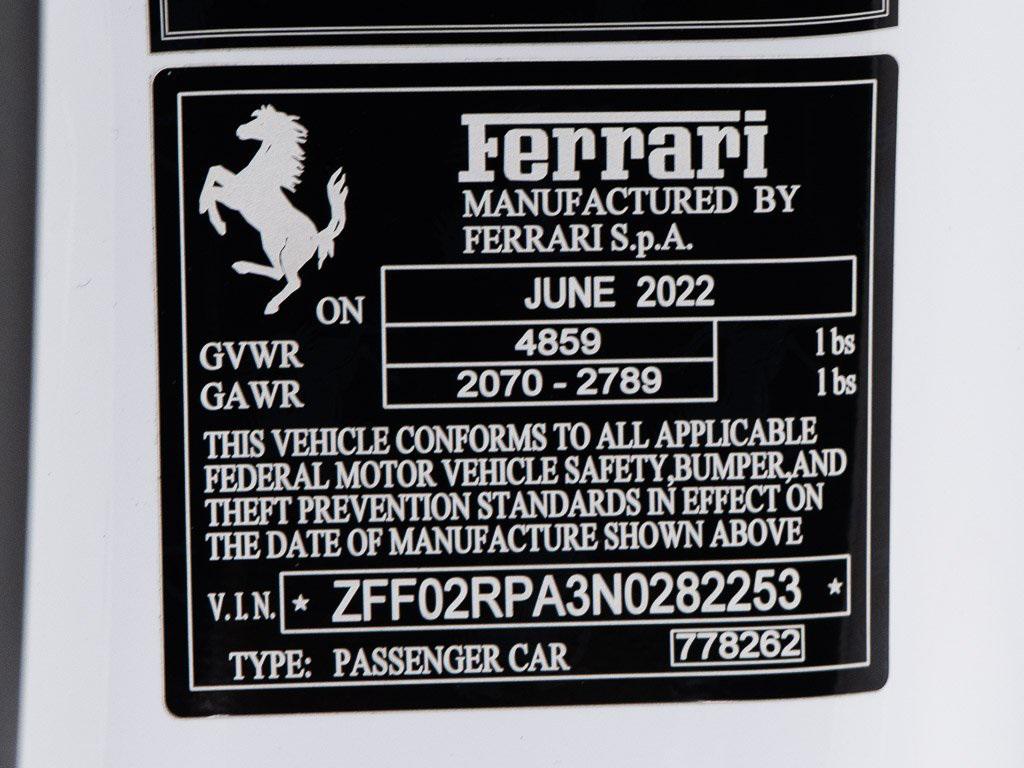 Ferrari
MANUFACTURED BY
FERRARI S.p.A.
ON JUNE 2022
GVWR 4859 lbs
GAWR 2070 - 2789 lbs
THIS VEHICLE CONFORMS TO ALL APPLICABLE
FEDERAL MOTOR VEHICLE SAFETY,BUMPER,AND
THEFT PREVENTION STANDARDS IN EFFECT ON
THE DATE OF MANUFACTURE SHOWN ABOVE
V.I.N. * ZFF02RPA3N0282253 *
TYPE: PASSENGER CAR 778262